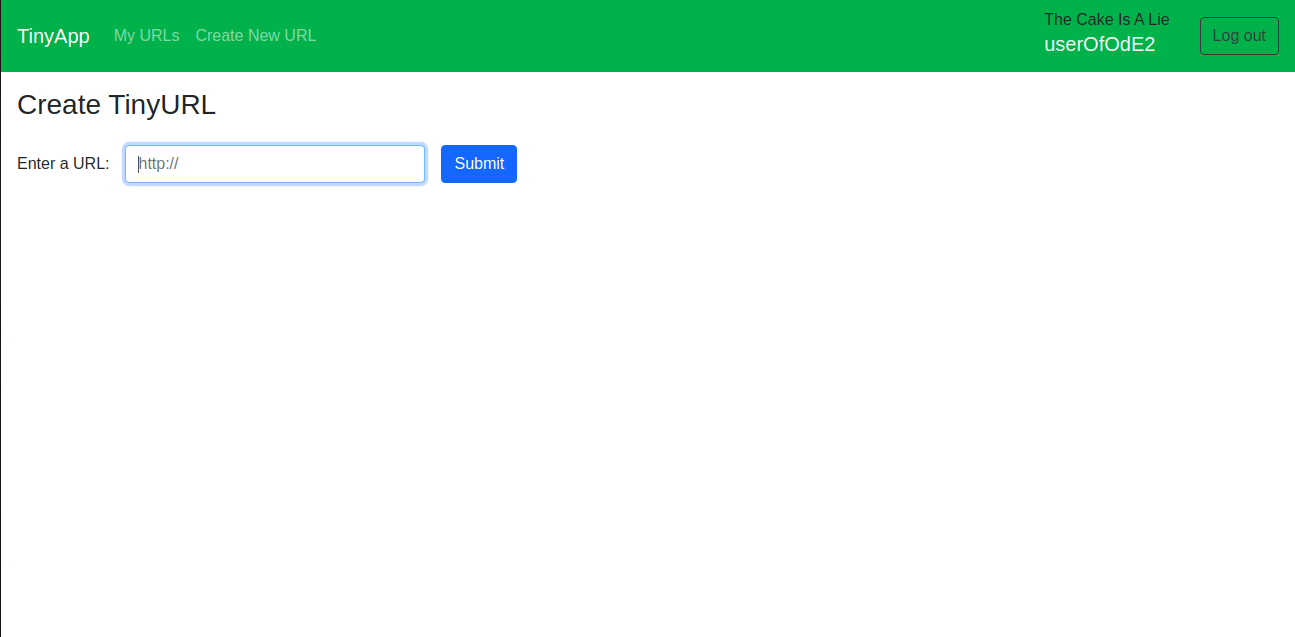 TinyApp My URLs Create New URL
The Cake Is A Lie
userOfOdE2
Log out
Create TinyURL
Enter a URL: http:// Submit